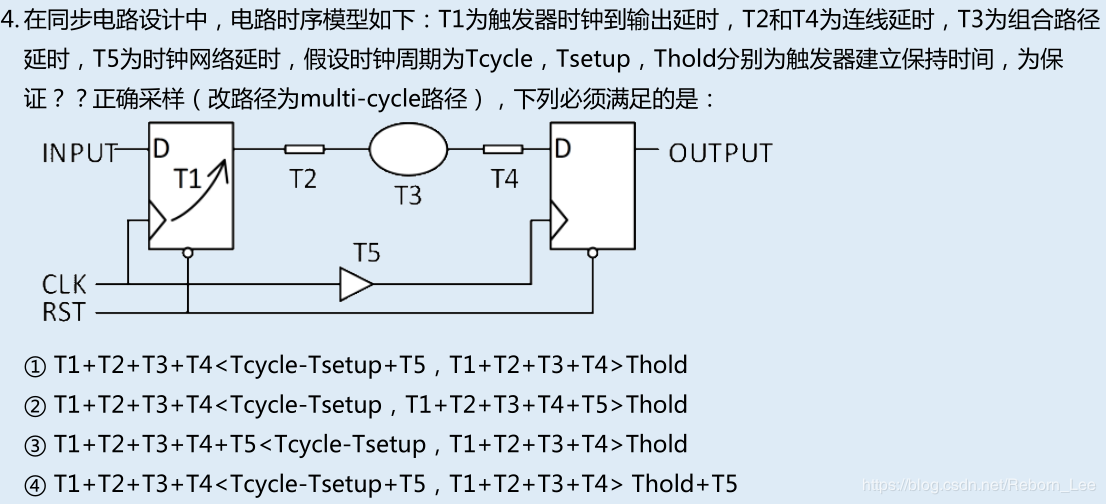 4.在同步电路设计中，电路时序模型如下：T1为触发器时钟到输出延时，T2和T4为连线延时，T3为组合路径
延时，T5为时钟网络延时，假设时钟周期为Tcycle，Tsetup，Thold分别为触发器建立保持时间，为保
证？？正确采样（改路径为multi-cycle路径），下列必须满足的是：
INPUT D D OUTPUT
T1 T2 T4
T3
T5
CLK
RST
① T1+T2+T3+T4<Tcycle-Tsetup+T5，T1+T2+T3+T4>Thold
② T1+T2+T3+T4<Tcycle-Tsetup，T1+T2+T3+T4+T5>Thold
③ T1+T2+T3+T4+T5<Tcycle-Tsetup，T1+T2+T3+T4>Thold
④ T1+T2+T3+T4<Tcycle-Tsetup+T5，T1+T2+T3+T4> Thold+T5
https://blog.csdn.net/Reborn_Lee